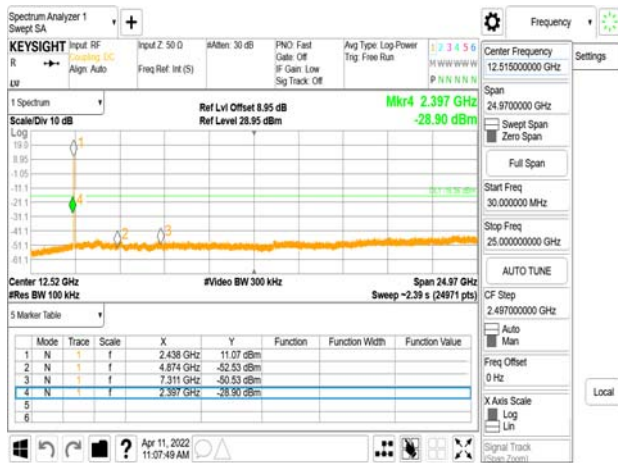 Spectrum Analyzer 1
Swept SA
Frequency
KEYSIGHT
Input: RF
Coupling: DC
Align: Auto
Input Z: 50 Ω
Freq Ref: Int (S)
#Atten: 30 dB
PNO: Fast
Gate: Off
IF Gain: Low
Sig Track: Off
Avg Type: Log-Power
Trig: Free Run
1 2 3 4 5 6
M W W W W W
P N N N N N
R
LVI
1 Spectrum
Scale/Div 10 dB
Ref Lvl Offset 8.95 dB
Ref Level 28.95 dBm
Mkr4 2.397 GHz
-28.90 dBm
Log
19.0
8.95
-1.05
-11.1
-21.1
-31.1
-41.1
-51.1
-61.1
1
4
2
3
Center 12.52 GHz
#Video BW 300 kHz
Span 24.97 GHz
#Res BW 100 kHz
Sweep ~2.39 s (24971 pts)
5 Marker Table
Mode Trace Scale X Y Function Function Width Function Value
1 N 1 f 2.438 GHz 11.07 dBm
2 N 1 f 4.874 GHz -52.53 dBm
3 N 1 f 7.311 GHz -50.53 dBm
4 N 1 f 2.397 GHz -28.90 dBm
5
6
Apr 11, 2022
11:07:49 AM
Center Frequency
12.515000000 GHz
Span
24.9700000 GHz
Swept Span
Zero Span
Full Span
Start Freq
30.000000 MHz
Stop Freq
25.000000000 GHz
AUTO TUNE
CF Step
2.497000000 GHz
Auto
Man
Freq Offset
0 Hz
X Axis Scale
Log
Lin
Signal Track
(Span Zoom)
Settings
Local